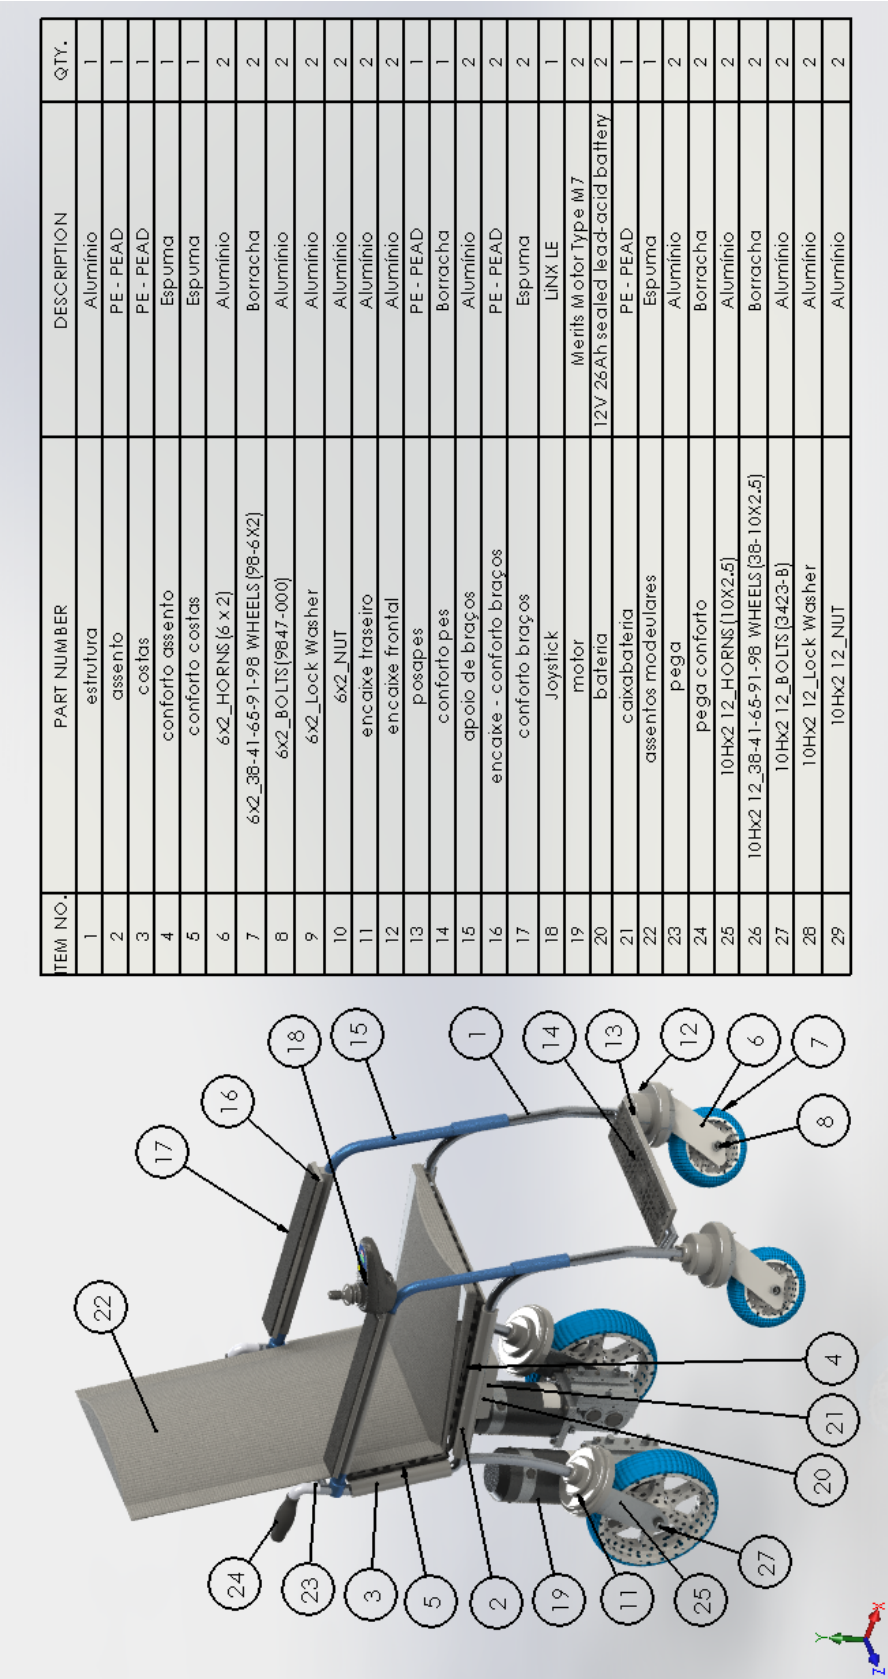 ITEM NO. PART NUMBER DESCRIPTION QTY.
1 estrutura Alumínio 1
2 assento PE - PEAD 1
3 costas PE - PEAD 1
4 conforto assento Espuma 1
5 conforto costas Espuma 1
6 6x2_HORNS(6 x 2) Alumínio 2
7 6x2_38-41-65-91-98 WHEELS(98-6X2) Borracha 2
8 6x2_BOLTS(9847-000) Alumínio 2
9 6x2_Lock Washer Alumínio 2
10 6x2_NUT Alumínio 2
11 encaixe traseiro Alumínio 2
12 encaixe frontal Alumínio 2
13 posapes PE - PEAD 1
14 conforto pes Borracha 1
15 apoio de braços Alumínio 2
16 encaixe - conforto braços PE - PEAD 2
17 conforto braços Espuma 2
18 Joystick LiNX LE 1
19 motor Merits Motor Type M7 2
20 bateria 12V 26Ah sealed lead-acid battery 2
21 caixabateria PE - PEAD 1
22 assentos modeulares Espuma 1
23 pega Alumínio 2
24 pega conforto Borracha 2
25 10Hx2 12_HORNS(10X2.5) Alumínio 2
26 10Hx2 12_38-41-65-91-98 WHEELS(38-10X2.5) Borracha 2
27 10Hx2 12_BOLTS(3423-B) Alumínio 2
28 10Hx2 12_Lock Washer Alumínio 2
29 10Hx2 12_NUT Alumínio 2
22
17
16
18
15
1
14
13
12
6
7
8
24
23
3
5
2
19
11
25
27
20
21
4
Y
X
Z